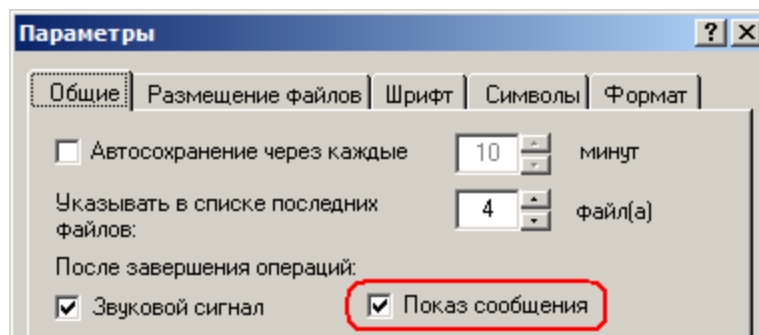 Параметры
Общие Размещение файлов Шрифт Символы Формат
Автосохранение через каждые 10 минут
Указывать в списке последних 4 файл(а)
файлов:
После завершения операций:
Звуковой сигнал Показ сообщения